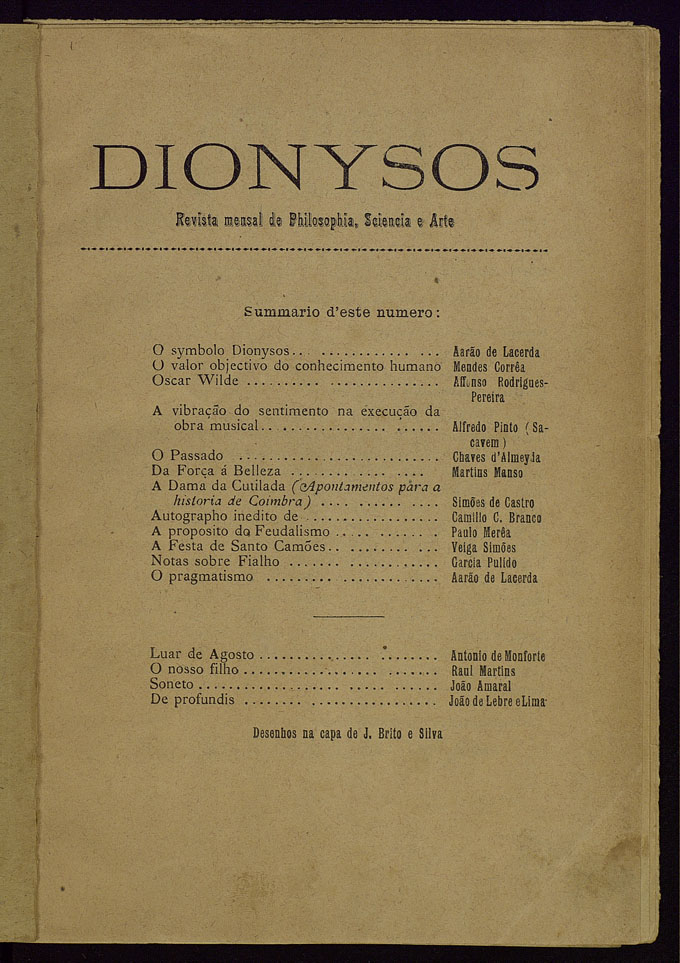 DIONYSOS
Revista mensal de Philosophia, Sciencia e Arte
Summario d'este numero:
O symbolo Dionysos... ............. ... Aarão de Lacerda
O valor objectivo do conhecimento humano Mendes Corrêa
Oscar Wilde .......... ............... Affonso Rodrigues-
Pereira
A vibração do sentimento na execução da
obra musical.. ............... ...... Alfredo Pinto (Sa-
cavem)
O Passado ........................... Chaves d'Almeyda
Da Força á Belleza ............ .... Martins Manso
A Dama da Cutilada (Apontamentos pàra a
historia de Coimbra) .... ...... .... Simões de Castro
Autographo inedito de .................. Camillo C. Branco
A proposito do Feudalismo ..... ....... . Paulo Merêa
A Festa de Santo Camões.. ........ ... Veiga Simões
Notas sobre Fialho ....... ............ Garcia Pulido
O pragmatismo ......... ............. Aarão de Lacerda
Luar de Agosto ............... ........ Antonio de Monforte
O nosso filho .................. ....... Raul Martins
Soneto .................... ..... ...... João Amaral
De profundis ........ ................ João de Lebre e Lima
Desenhos na capa de J. Brito e Silva